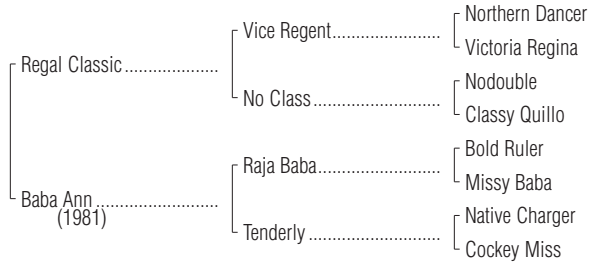 Northern Dancer
Vice Regent........................
Victoria Regina
Regal Classic....................
Nodouble
No Class...........................
Classy Quillo
Bold Ruler
Raja Baba..........................
Missy Baba
Baba Ann..........................
(1981)
Native Charger
Tenderly............................
Cockey Miss